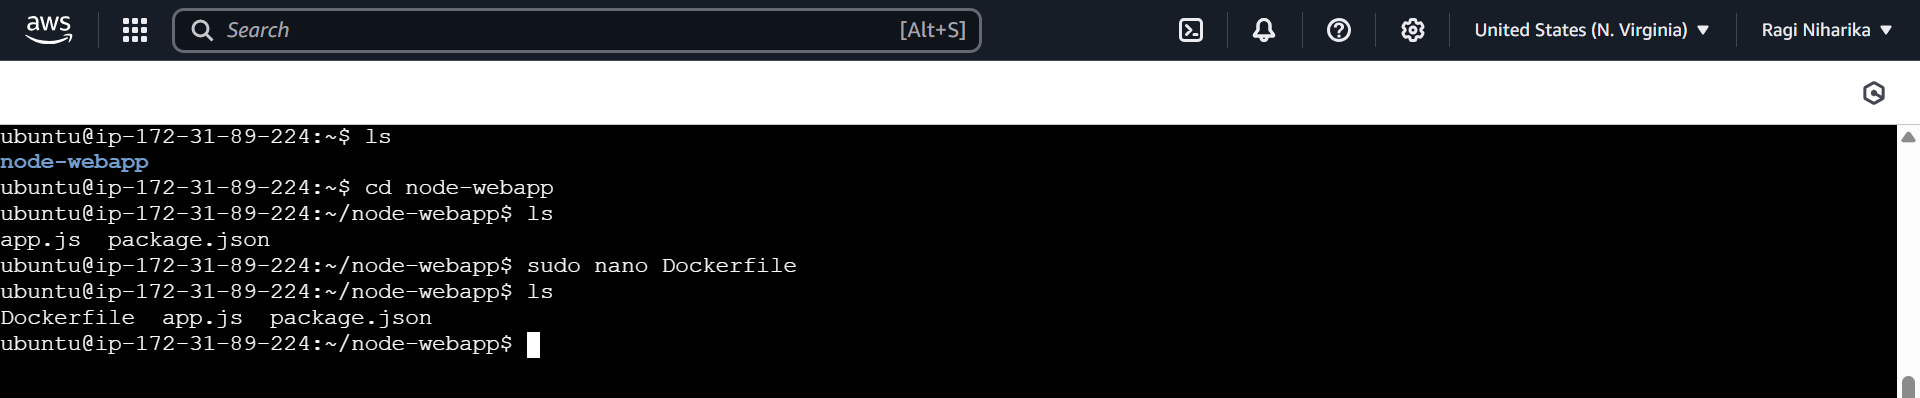 aws
Search [Alt+S]
United States (N. Virginia)
Ragi Niharika
ubuntu@ip-172-31-89-224:~$ ls
node-webapp
ubuntu@ip-172-31-89-224:~$ cd node-webapp
ubuntu@ip-172-31-89-224:~/node-webapp$ ls
app.js  package.json
ubuntu@ip-172-31-89-224:~/node-webapp$ sudo nano Dockerfile
ubuntu@ip-172-31-89-224:~/node-webapp$ ls
Dockerfile  app.js  package.json
ubuntu@ip-172-31-89-224:~/node-webapp$